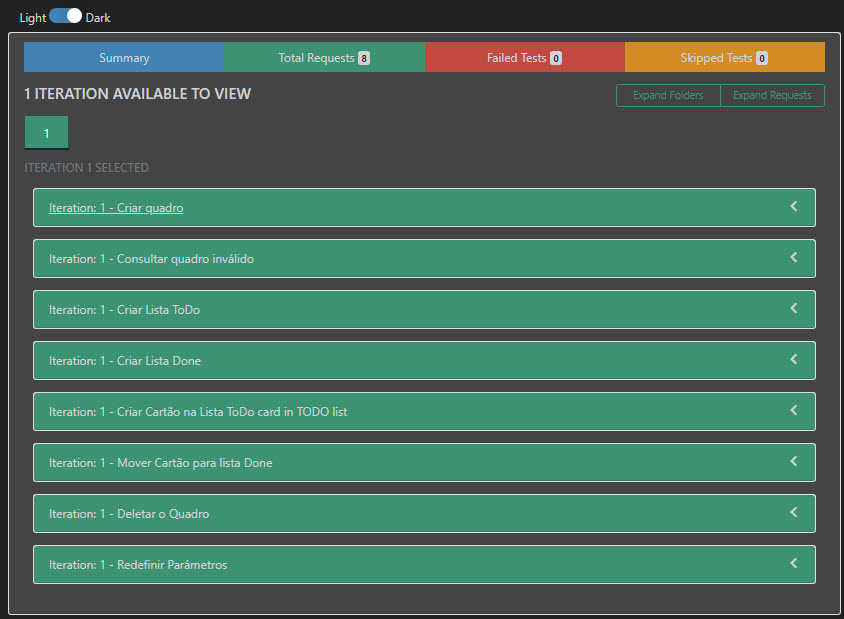 Light Dark
Summary Total Requests 8 Failed Tests 0 Skipped Tests 0
1 ITERATION AVAILABLE TO VIEW Expand Folders Expand Requests
1
ITERATION 1 SELECTED
Iteration: 1 - Criar quadro
Iteration: 1 - Consultar quadro inválido
Iteration: 1 - Criar Lista ToDo
Iteration: 1 - Criar Lista Done
Iteration: 1 - Criar Cartão na Lista ToDo card in TODO list
Iteration: 1 - Mover Cartão para lista Done
Iteration: 1 - Deletar o Quadro
Iteration: 1 - Redefinir Parâmetros